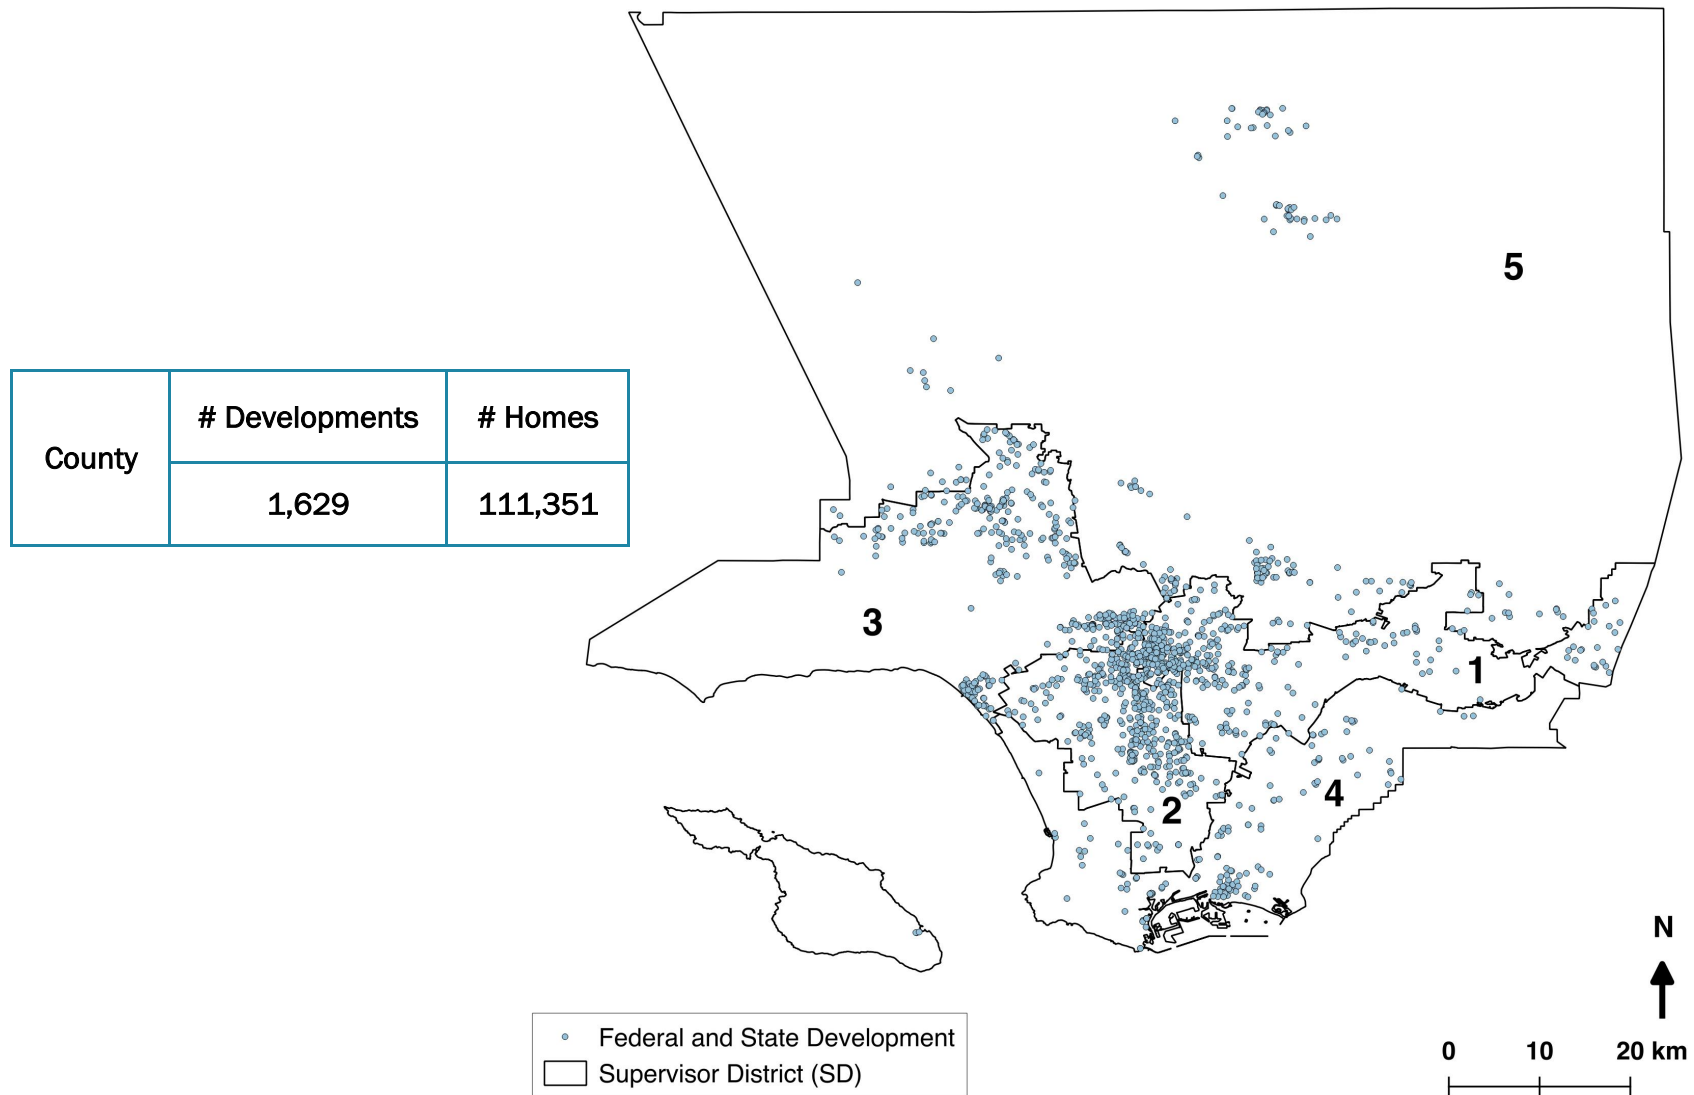 5
County
# Developments
# Homes
1,629
111,351
3
1
4
2
N
Federal and State Development
Supervisor District (SD)
0 10 20 km